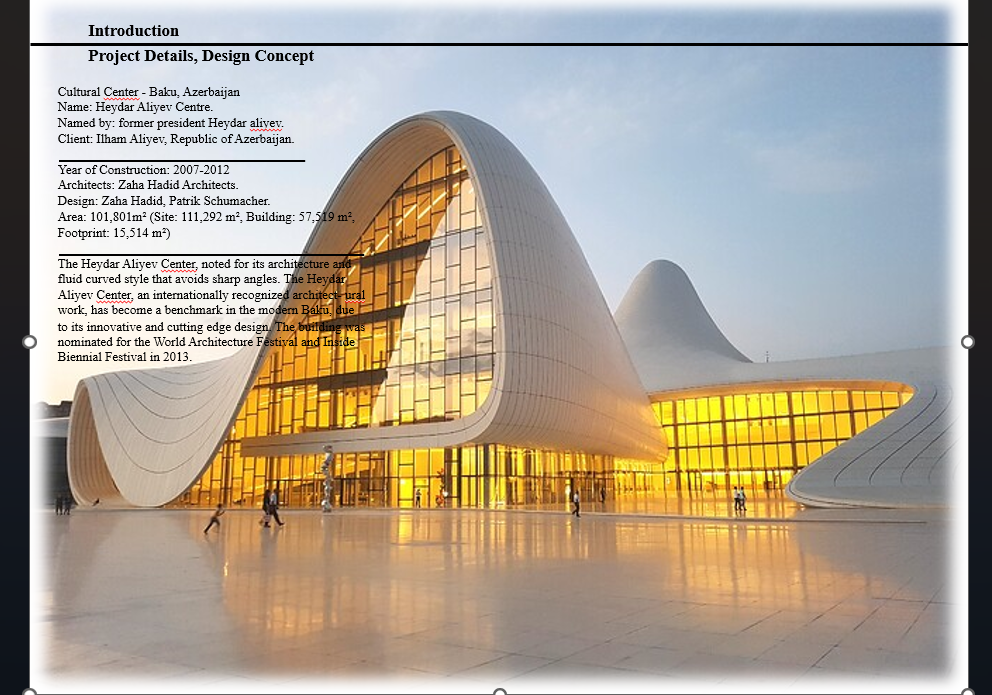 Introduction
Project Details, Design Concept
Cultural Center - Baku, Azerbaijan
Name: Heydar Aliyev Centre.
Named by: former president Heydar aliyev.
Client: Ilham Aliyev, Republic of Azerbaijan.
Year of Construction: 2007-2012
Architects: Zaha Hadid Architects.
Design: Zaha Hadid, Patrik Schumacher.
Area: 101,801m² (Site: 111,292 m², Building: 57,519 m²,
Footprint: 15,514 m²)
The Heydar Aliyev Center, noted for its architecture and
fluid curved style that avoids sharp angles. The Heydar
Aliyev Center, an internationally recognized architect- ural
work, has become a benchmark in the modern Baku, due
to its innovative and cutting edge design. The building was
nominated for the World Architecture Festival and Inside
Biennial Festival in 2013.